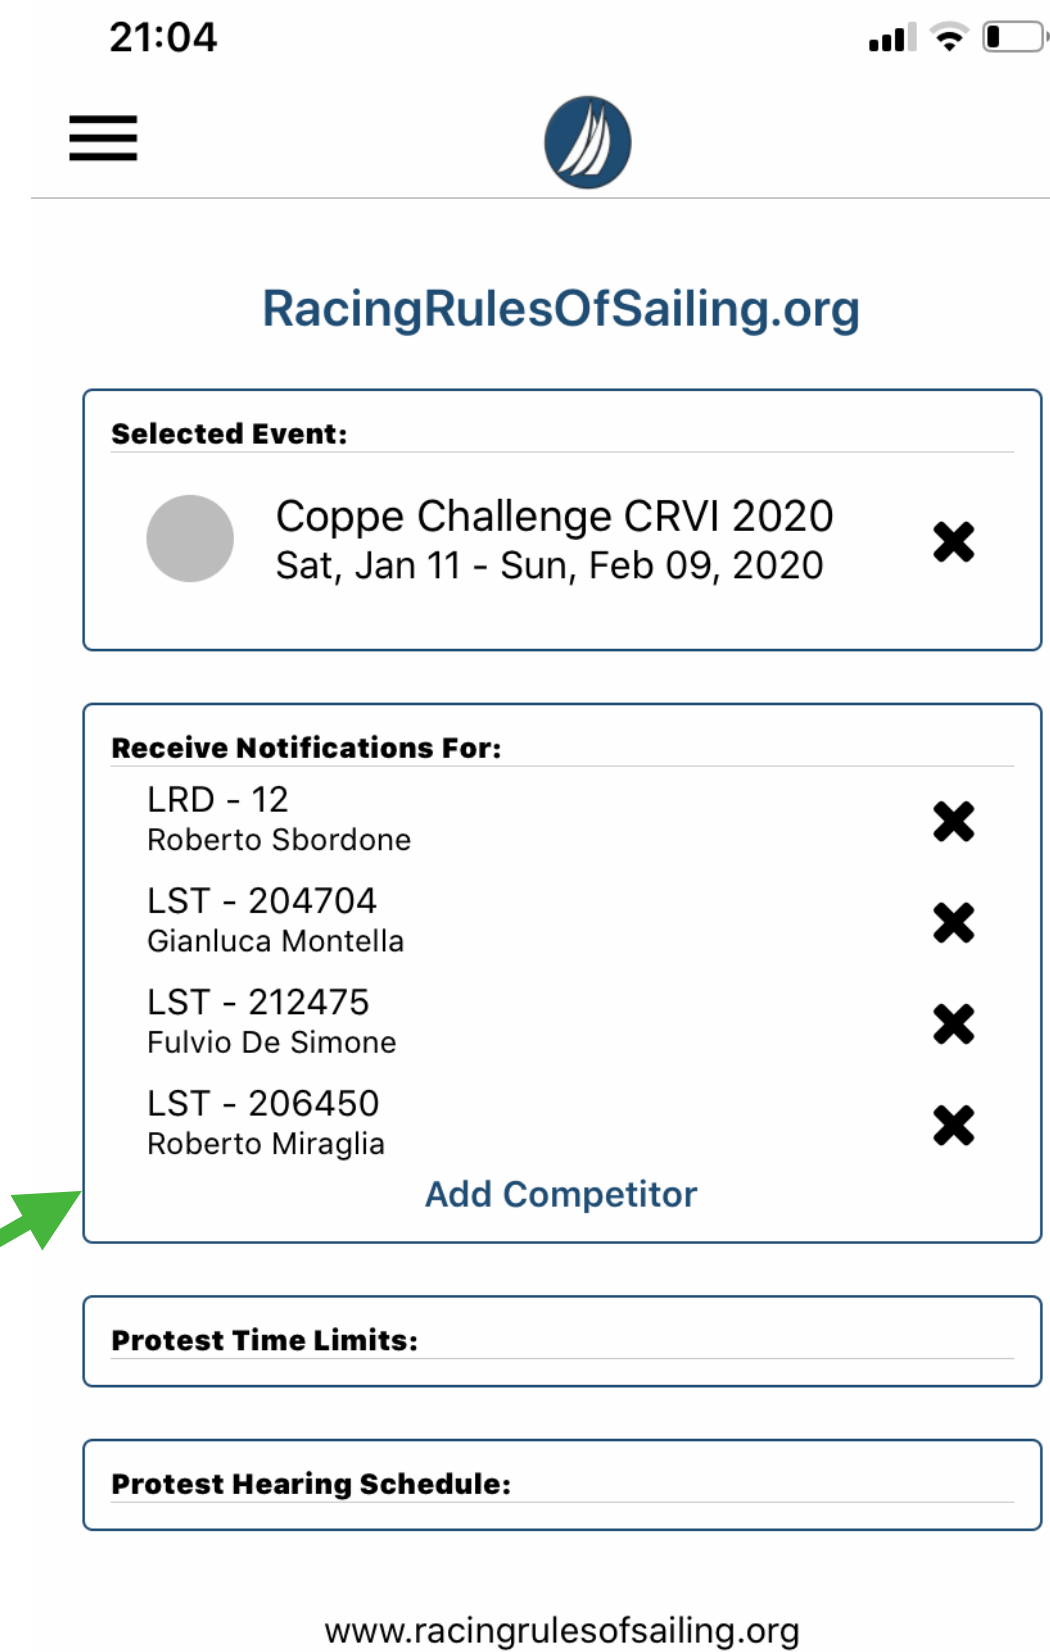 21:04
RacingRulesOfSailing.org
Selected Event:
Coppe Challenge CRVI 2020
Sat, Jan 11 - Sun, Feb 09, 2020
Receive Notifications For:
LRD - 12
Roberto Sbordone
LST - 204704
Gianluca Montella
LST - 212475
Fulvio De Simone
LST - 206450
Roberto Miraglia
Add Competitor
Protest Time Limits:
Protest Hearing Schedule:
www.racingrulesofsailing.org